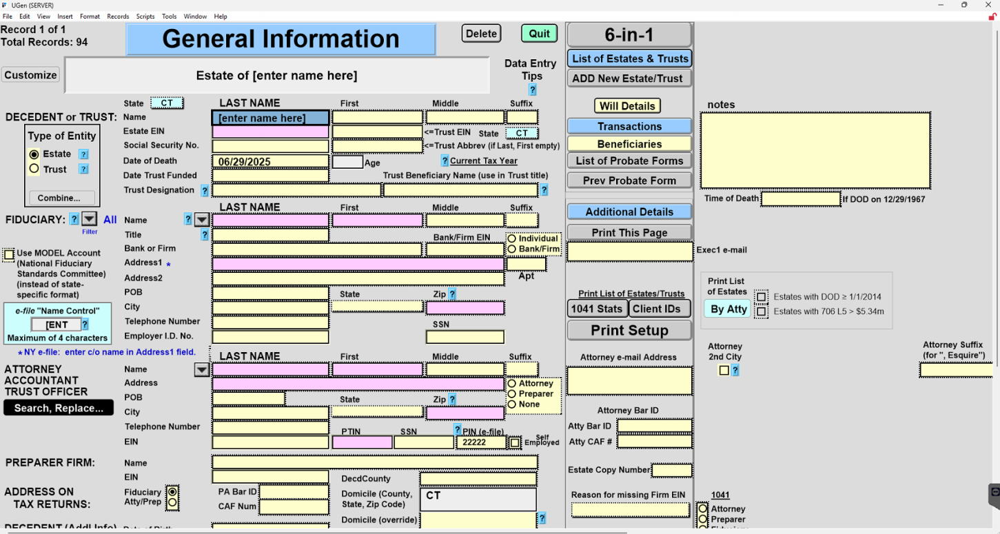 UGen (SERVER)
File Edit View Insert Format Records Scripts Tools Window Help
Record 1 of 1
Total Records: 94
General Information
Delete
Quit
6-in-1
List of Estates & Trusts
Customize
Estate of [enter name here]
Data Entry
Tips
?
ADD New Estate/Trust
State CT
LAST NAME First Middle Suffix
Will Details
notes
DECEDENT or TRUST:
Name [enter name here]
Type of Entity
Estate ?
Trust ?
Combine...
Estate EIN <=Trust EIN State CT
Transactions
Social Security No. <=Trust Abbrev (if Last, First empty)
Beneficiaries
Date of Death 06/29/2025 Age ? Current Tax Year
List of Probate Forms
Date Trust Funded Trust Beneficiary Name (use in Trust title)
Prev Probate Form
Trust Designation ? ?
Time of Death If DOD on 12/29/1967
LAST NAME First Middle Suffix
Additional Details
FIDUCIARY: ? All
Filter
Name ?
Print This Page
Title ?
Bank/Firm EIN
Individual
Bank/Firm
Bank or Firm
Exec1 e-mail
Use MODEL Account
(National Fiduciary
Standards Committee)
(instead of state-
specific format)
Address1 *
Apt
Address2
POB State Zip ?
City
Telephone Number SSN
Employer I.D. No.
Print List of Estates/Trusts
1041 Stats Client IDs
Print Setup
Print List
of Estates
By Atty
Estates with DOD ≥ 1/1/2014
Estates with 706 L5 > $5.34m
e-file "Name Control"
[ENT ?
Maximum of 4 characters
*NY e-file: enter c/o name in Address1 field.
Attorney
2nd City
?
Attorney Suffix
(for ", Esquire")
LAST NAME First Middle Suffix
Attorney e-mail Address
ATTORNEY
ACCOUNTANT
TRUST OFFICER
Search, Replace...
Name
Address
Attorney
Preparer
None
POB State Zip ?
City
Telephone Number
PTIN SSN ? PIN (e-file)
EIN 22222 Self
Employed
Attorney Bar ID
Atty Bar ID
Atty CAF #
PREPARER FIRM: Name
EIN DecdCounty
Estate Copy Number
ADDRESS ON
TAX RETURNS:
Fiduciary
Atty/Prep
PA Bar ID
CAF Num
Domicile (County,
State, Zip Code)
CT
Domicile (override) ?
Reason for missing Firm EIN
1041
Attorney
Preparer
Fiduciary
DECEDENT (Addl Info) Date of Birth